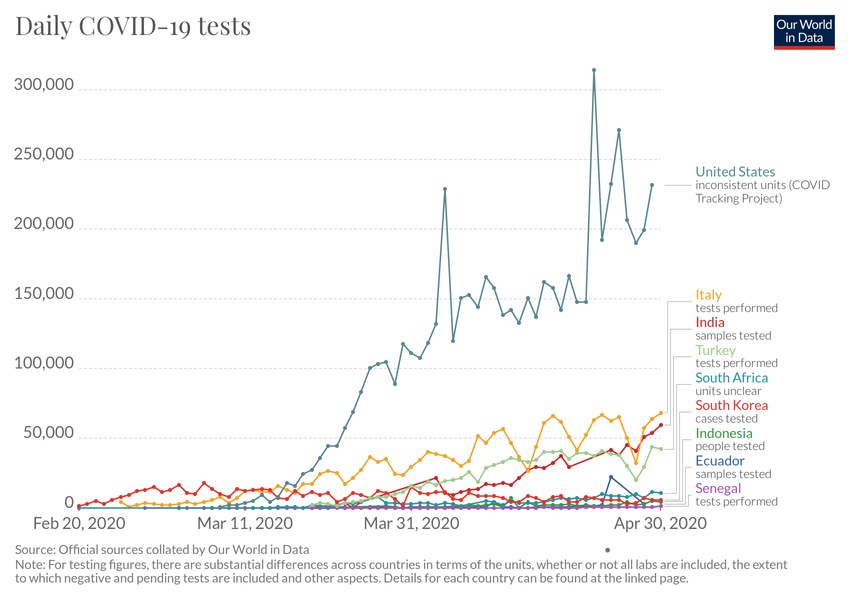 Daily COVID-19 tests
Our World
in Data
300,000
250,000
200,000
150,000
100,000
50,000
0
Feb 20, 2020
Mar 11, 2020
Mar 31, 2020
Apr 30, 2020
United States
inconsistent units (COVID
Tracking Project)
Italy
tests performed
India
samples tested
Turkey
tests performed
South Africa
units unclear
South Korea
cases tested
Indonesia
people tested
Ecuador
samples tested
Senegal
tests performed
Source: Official sources collated by Our World in Data
Note: For testing figures, there are substantial differences across countries in terms of the units, whether or not all labs are included, the extent
to which negative and pending tests are included and other aspects. Details for each country can be found at the linked page.